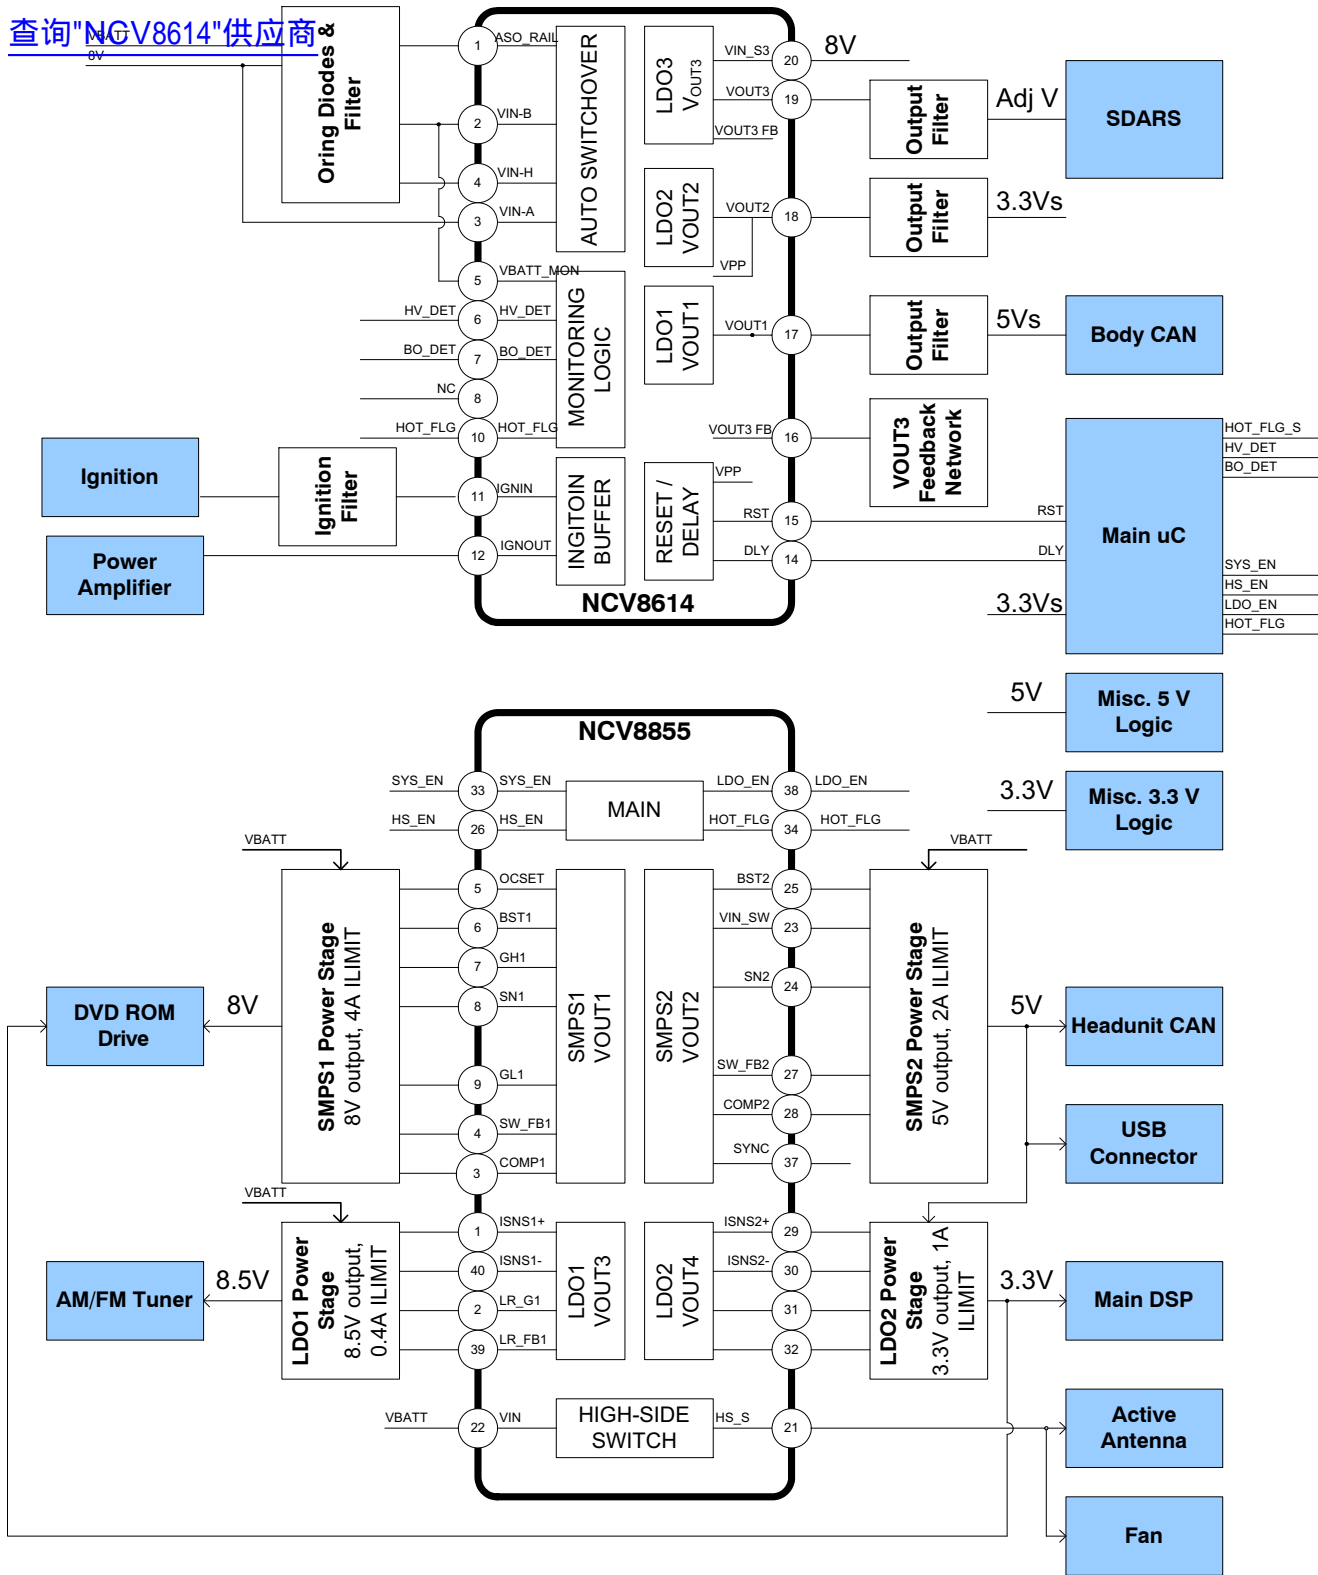 查询"NCV8614"供应商
VBATT
8V
Oring Diodes &
Filter
1
ASO_RAIL
2
VIN-B
4
VIN-H
3
VIN-A
5
VBATT_MON
HV_DET
6
HV_DET
BO_DET
7
BO_DET
NC
8
HOT_FLG
10
HOT_FLG
11
IGNIN
12
IGNOUT
AUTO SWITCHOVER
MONITORING
LOGIC
INGITOIN
BUFFER
LDO3
VOUT3
LDO2
VOUT2
LDO1
VOUT1
RESET /
DELAY
VIN_S3
20
8V
VOUT3
19
VOUT3 FB
VOUT2
18
VPP
VOUT1
17
VOUT3 FB
16
VPP
RST
15
DLY
14
NCV8614
Output
Filter
Adj V
SDARS
Output
Filter
3.3Vs
Output
Filter
5Vs
Body CAN
VOUT3
Feedback
Network
Ignition
Ignition
Filter
Power
Amplifier
RST
DLY
3.3Vs
Main uC
HOT_FLG_S
HV_DET
BO_DET
SYS_EN
HS_EN
LDO_EN
HOT_FLG
5V
Misc. 5 V
Logic
3.3V
Misc. 3.3 V
Logic
NCV8855
SYS_EN
33
SYS_EN
HS_EN
26
HS_EN
MAIN
LDO_EN
38
LDO_EN
HOT_FLG
34
HOT_FLG
VBATT
SMPS1 Power Stage
8V output, 4A ILIMIT
5
OCSET
6
BST1
7
GH1
8
SN1
9
GL1
4
SW_FB1
3
COMP1
SMPS1
VOUT1
SMPS2
VOUT2
BST2
25
VIN_SW
23
SN2
24
SW_FB2
27
COMP2
28
SYNC
37
VBATT
SMPS2 Power Stage
5V output, 2A ILIMIT
DVD ROM
Drive
8V
5V
Headunit CAN
USB
Connector
VBATT
LDO1 Power
Stage
8.5V output,
0.4A ILIMIT
1
ISNS1+
40
ISNS1-
2
LR_G1
39
LR_FB1
LDO1
VOUT3
LDO2
VOUT4
ISNS2+
29
ISNS2-
30
31
32
LDO2 Power
Stage
3.3V output, 1A
ILIMIT
AM/FM Tuner
8.5V
3.3V
Main DSP
VBATT
22
VIN
HIGH-SIDE
SWITCH
HS_S
21
Active
Antenna
Fan